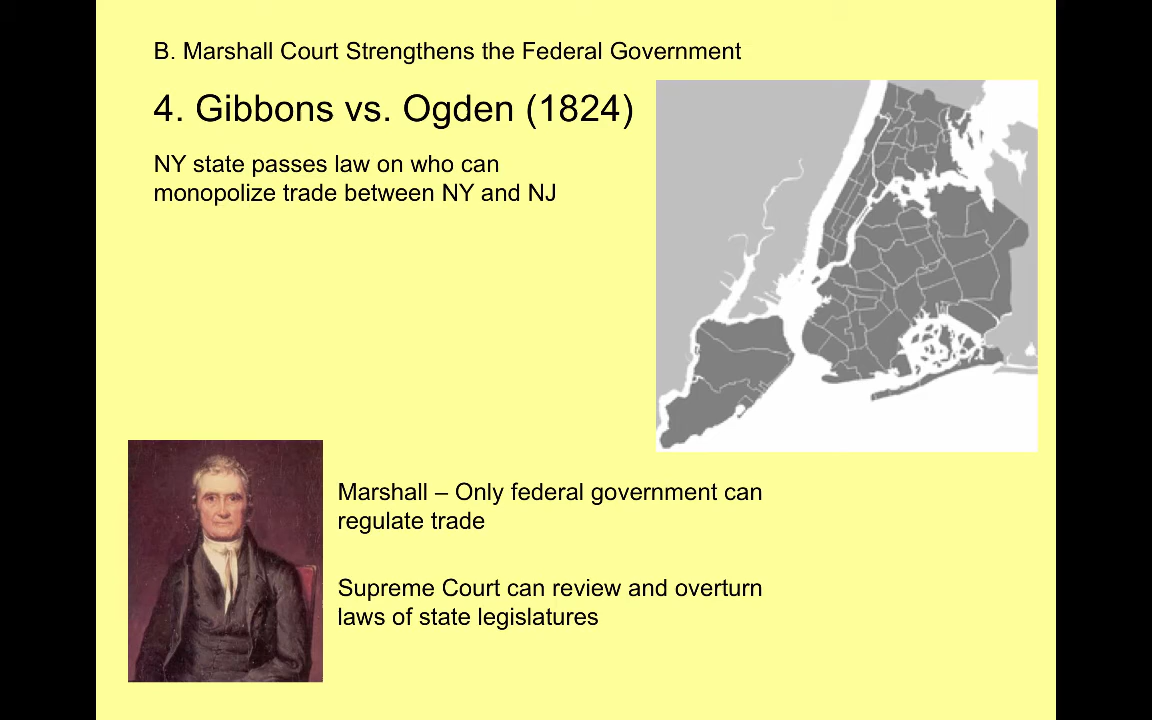 B. Marshall Court Strengthens the Federal Government
4. Gibbons vs. Ogden (1824)
NY state passes law on who can
monopolize trade between NY and NJ
Marshall – Only federal government can
regulate trade
Supreme Court can review and overturn
laws of state legislatures